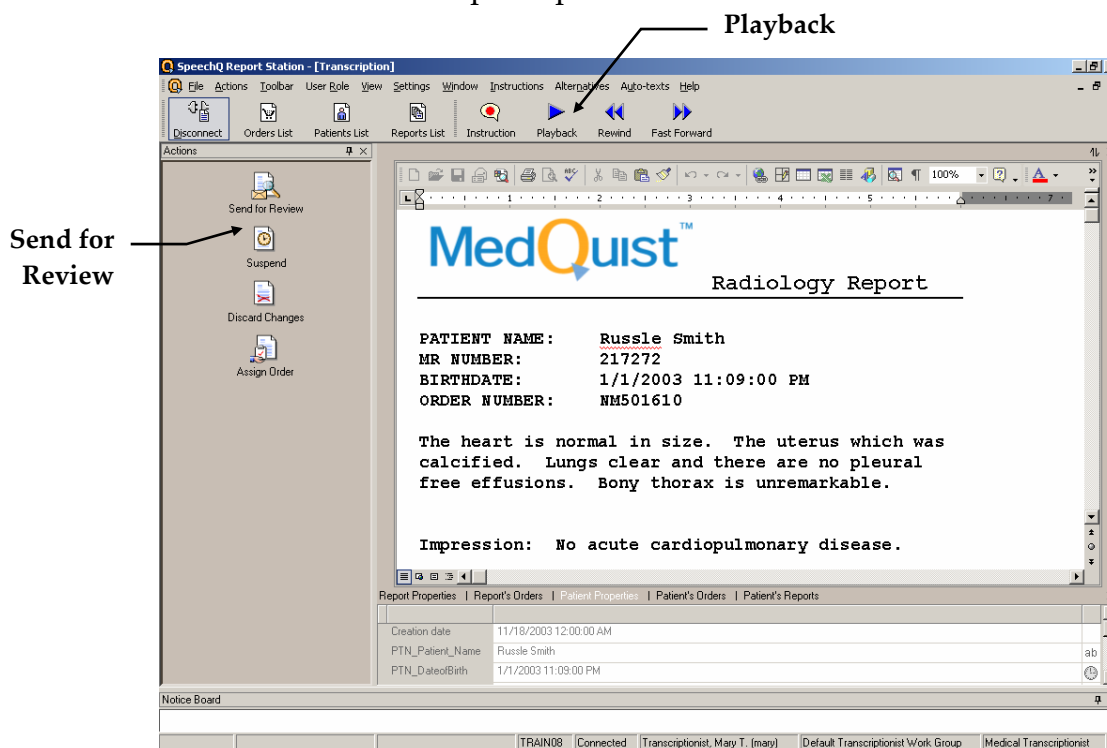 Playback
SpeechQ Report Station - [Transcription]
File Actions Toolbar User Role View Settings Window Instructions Alternatives Auto-texts Help
Disconnect Orders List Patients List Reports List Instruction Playback Rewind Fast Forward
Actions
100%
Send for Review
1 2 3 4 5 7
Send for
Review
Suspend
Discard Changes
Assign Order
MedQuist™
Radiology Report
PATIENT NAME: Russle Smith
MR NUMBER: 217272
BIRTHDATE: 1/1/2003 11:09:00 PM
ORDER NUMBER: NM501610
The heart is normal in size. The uterus which was
calcified. Lungs clear and there are no pleural
free effusions. Bony thorax is unremarkable.
Impression: No acute cardiopulmonary disease.
Report Properties | Report's Orders | Patient Properties | Patient's Orders | Patient's Reports
Creation date 11/18/2003 12:00:00 AM
PTN_Patient_Name Russle Smith ab
PTN_DateofBirth 1/1/2003 11:09:00 PM
Notice Board
TRAIN08 Connected Transcriptionist, Mary T. (mary) Default Transcriptionist Work Group Medical Transcriptionist